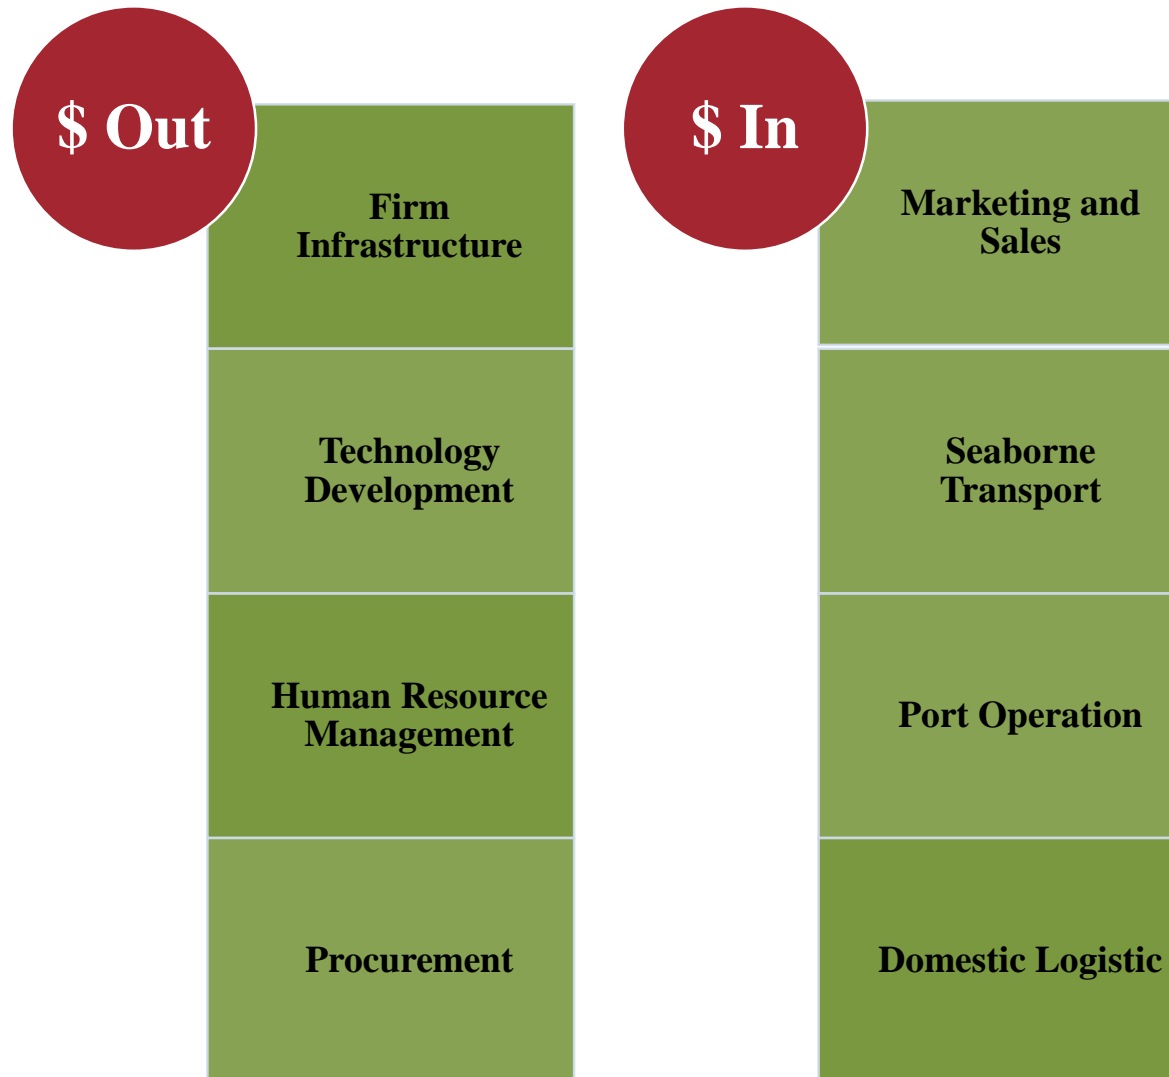 $ Out
Firm
Infrastructure
Technology
Development
Human Resource
Management
Procurement
$ In
Marketing and
Sales
Seaborne
Transport
Port Operation
Domestic Logistic